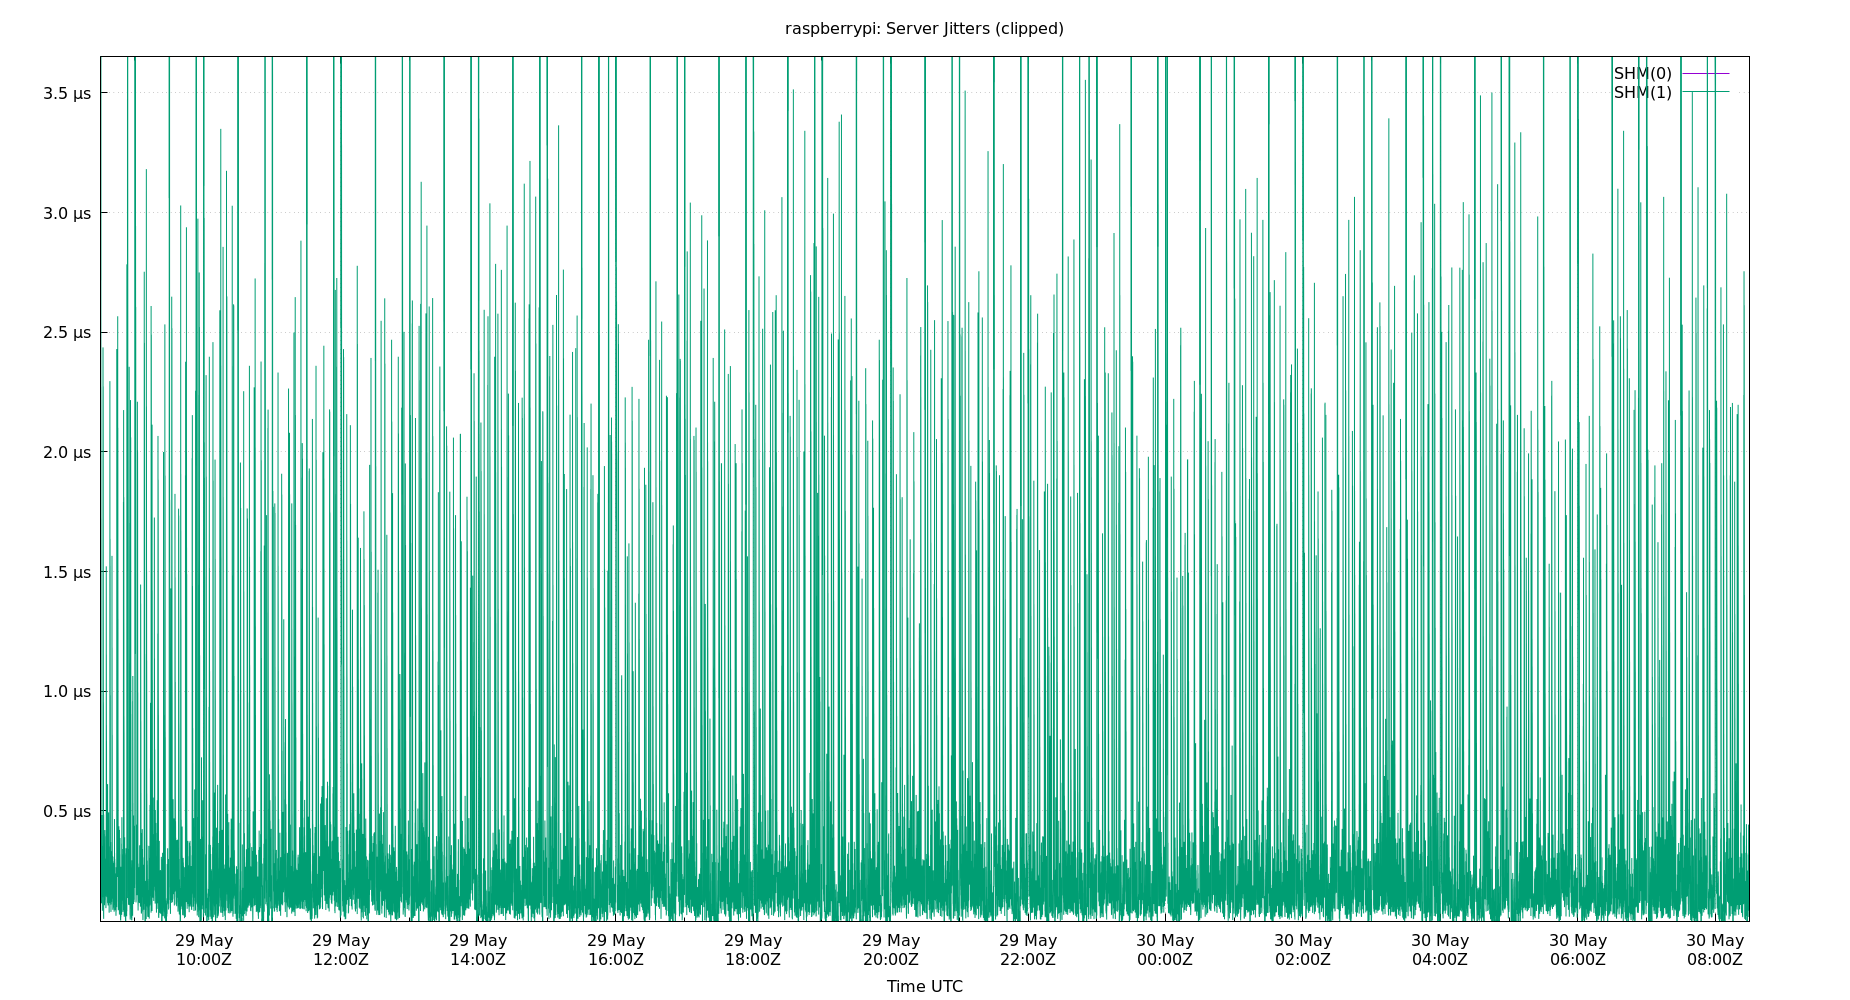 raspberrypi: Server Jitters (clipped)
SHM(0)
SHM(1)
3.5 μs
3.0 μs
2.5 μs
2.0 μs
1.5 μs
1.0 μs
0.5 μs
29 May 29 May 29 May 29 May 29 May 29 May 29 May 30 May 30 May 30 May 30 May 30 May
10:00Z 12:00Z 14:00Z 16:00Z 18:00Z 20:00Z 22:00Z 00:00Z 02:00Z 04:00Z 06:00Z 08:00Z
Time UTC